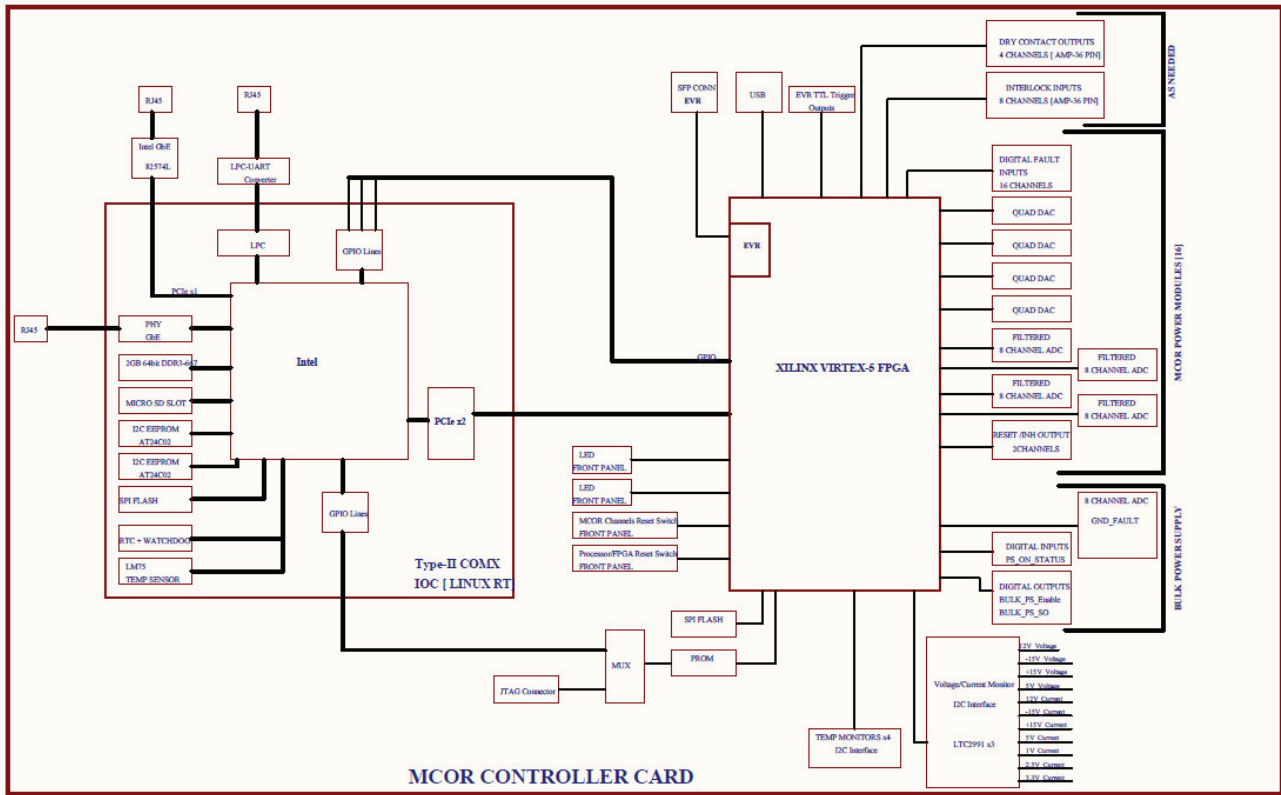 DRY CONTACT OUTPUTS
4 CHANNELS [ AMP-36 PIN]
INTERLOCK INPUTS
8 CHANNELS [AMP-36 PIN]
AS NEEDED
RJ45
RJ45
SFP CONN
EVR
USB
EVR TTL Trigger
Outputs
Intel GbE
82574L
LPC-UART
Converter
DIGITAL FAULT
INPUTS
16 CHANNELS
QUAD DAC
QUAD DAC
QUAD DAC
QUAD DAC
FILTERED
8 CHANNEL ADC
FILTERED
8 CHANNEL ADC
FILTERED
8 CHANNEL ADC
FILTERED
8 CHANNEL ADC
RESET /INH OUTPUT
2CHANNELS
MCOR POWER MODULES [16]
LPC
GPIO Lines
EVR
PCIe x1
RJ45
PHY
GbE
2GB 64bit DDR3-667
MICRO SD SLOT
I2C EEPROM
AT24C02
I2C EEPROM
AT24C02
SPI FLASH
RTC + WATCHDOG
LM75
TEMP SENSOR
Intel
PCIe x2
GPIO Lines
Type-II COMX
IOC [ LINUX RT]
GPIO
XILINX VIRTEX-5 FPGA
LED
FRONT PANEL
LED
FRONT PANEL
MCOR Channels Reset Switch
FRONT PANEL
Processor/FPGA Reset Switch
FRONT PANEL
8 CHANNEL ADC
GND_FAULT
DIGITAL INPUTS
PS_ON_STATUS
DIGITAL OUTPUTS
BULK_PS_Enable
BULK_PS_SO
BULK POWER SUPPLY
SPI FLASH
MUX
PROM
JTAG Connector
TEMP MONITORS x4
I2C Interface
Voltage/Current Monitor
I2C Interface
LTC2991 x3
12V Voltage
-15V Voltage
+15V Voltage
5V Voltage
12V Current
-15V Current
+15V Current
5V Current
1V Current
2.5V Current
3.3V Current
MCOR CONTROLLER CARD